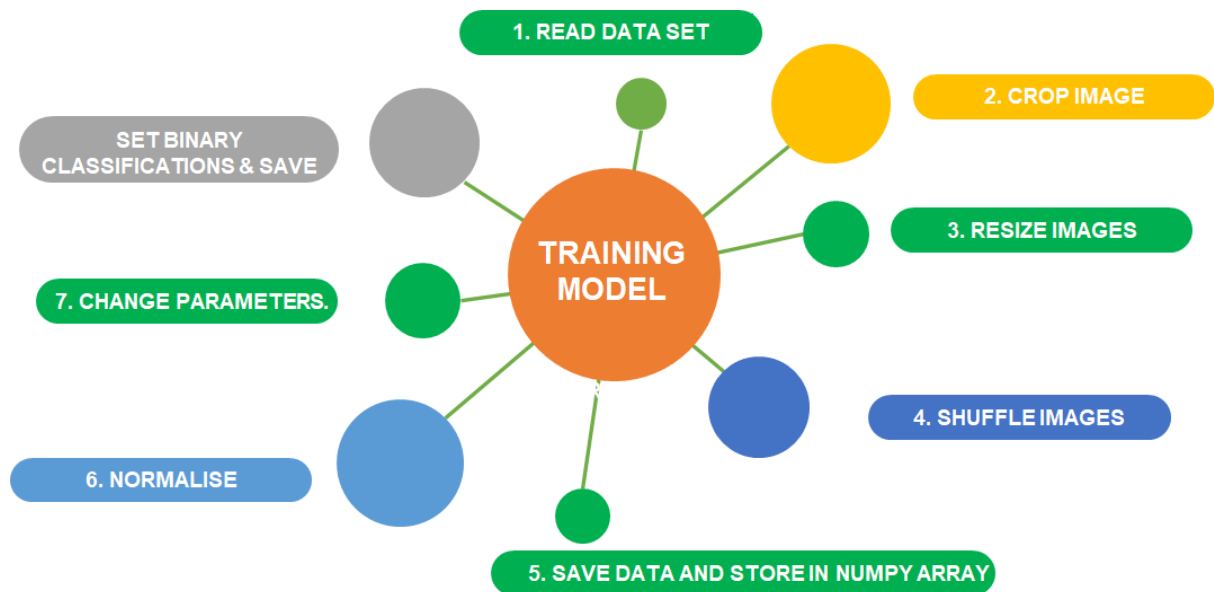 1. READ DATA SET
2. CROP IMAGE
SET BINARY
CLASSIFICATIONS & SAVE
3. RESIZE IMAGES
TRAINING
MODEL
7. CHANGE PARAMETERS.
4. SHUFFLE IMAGES
6. NORMALISE
5. SAVE DATA AND STORE IN NUMPY ARRAY